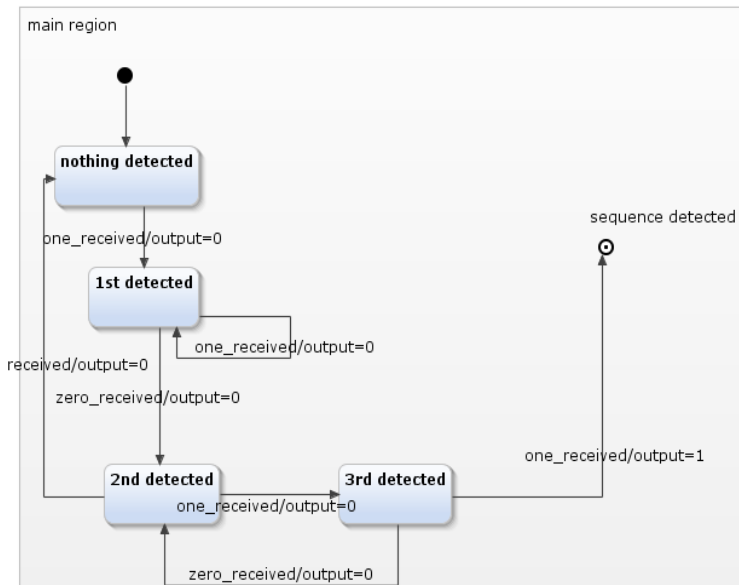 main region
nothing detected
sequence detected
one_received/output=0
1st detected
one_received/output=0
received/output=0
zero_received/output=0
one_received/output=1
2nd detected
3rd detected
one_received/output=0
zero_received/output=0